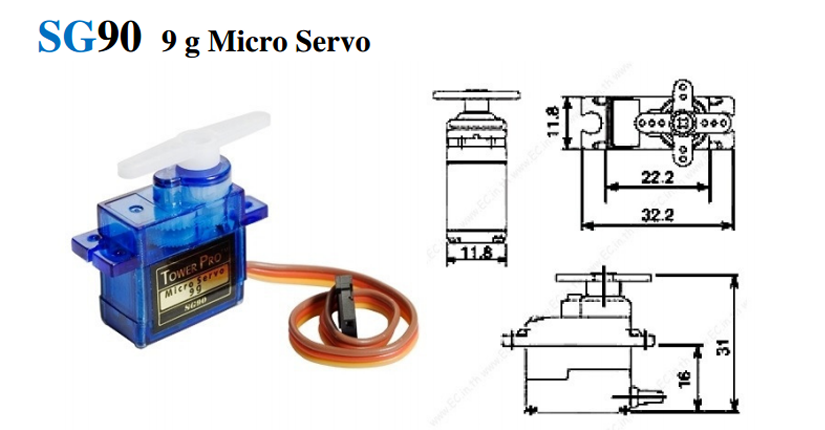 SG90 9 g Micro Servo
TOWER PRO
Micro Servo
9g
SG90
11.8
11.8
22.2
32.2
31
16